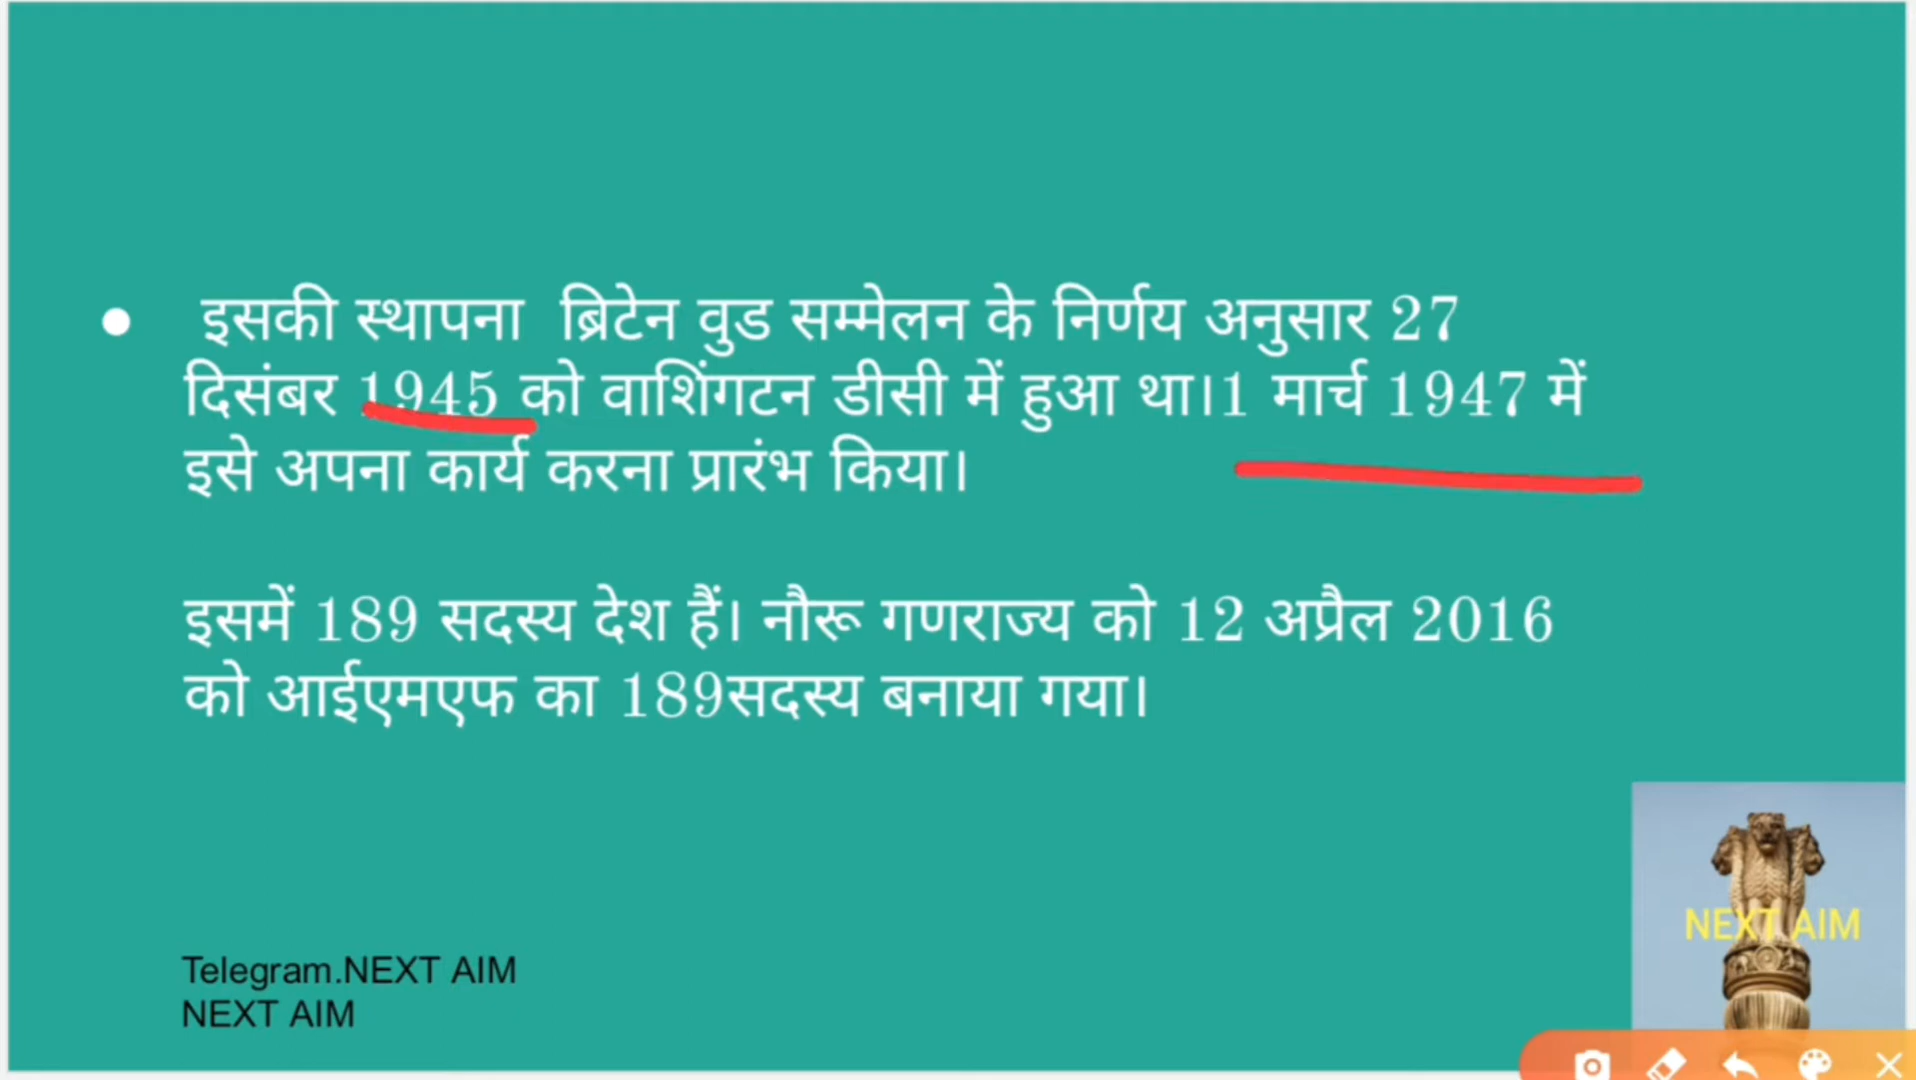 इसकी स्थापना ब्रिटेन वुड सम्मेलन के निर्णय अनुसार 27
दिसंबर 1945 को वाशिंगटन डीसी में हुआ था।1 मार्च 1947 में
इसे अपना कार्य करना प्रारंभ किया।
इसमें 189 सदस्य देश हैं। नौरू गणराज्य को 12 अप्रैल 2016
को आईएमएफ का 189सदस्य बनाया गया।
NEXT AIM
Telegram.NEXT AIM
NEXT AIM